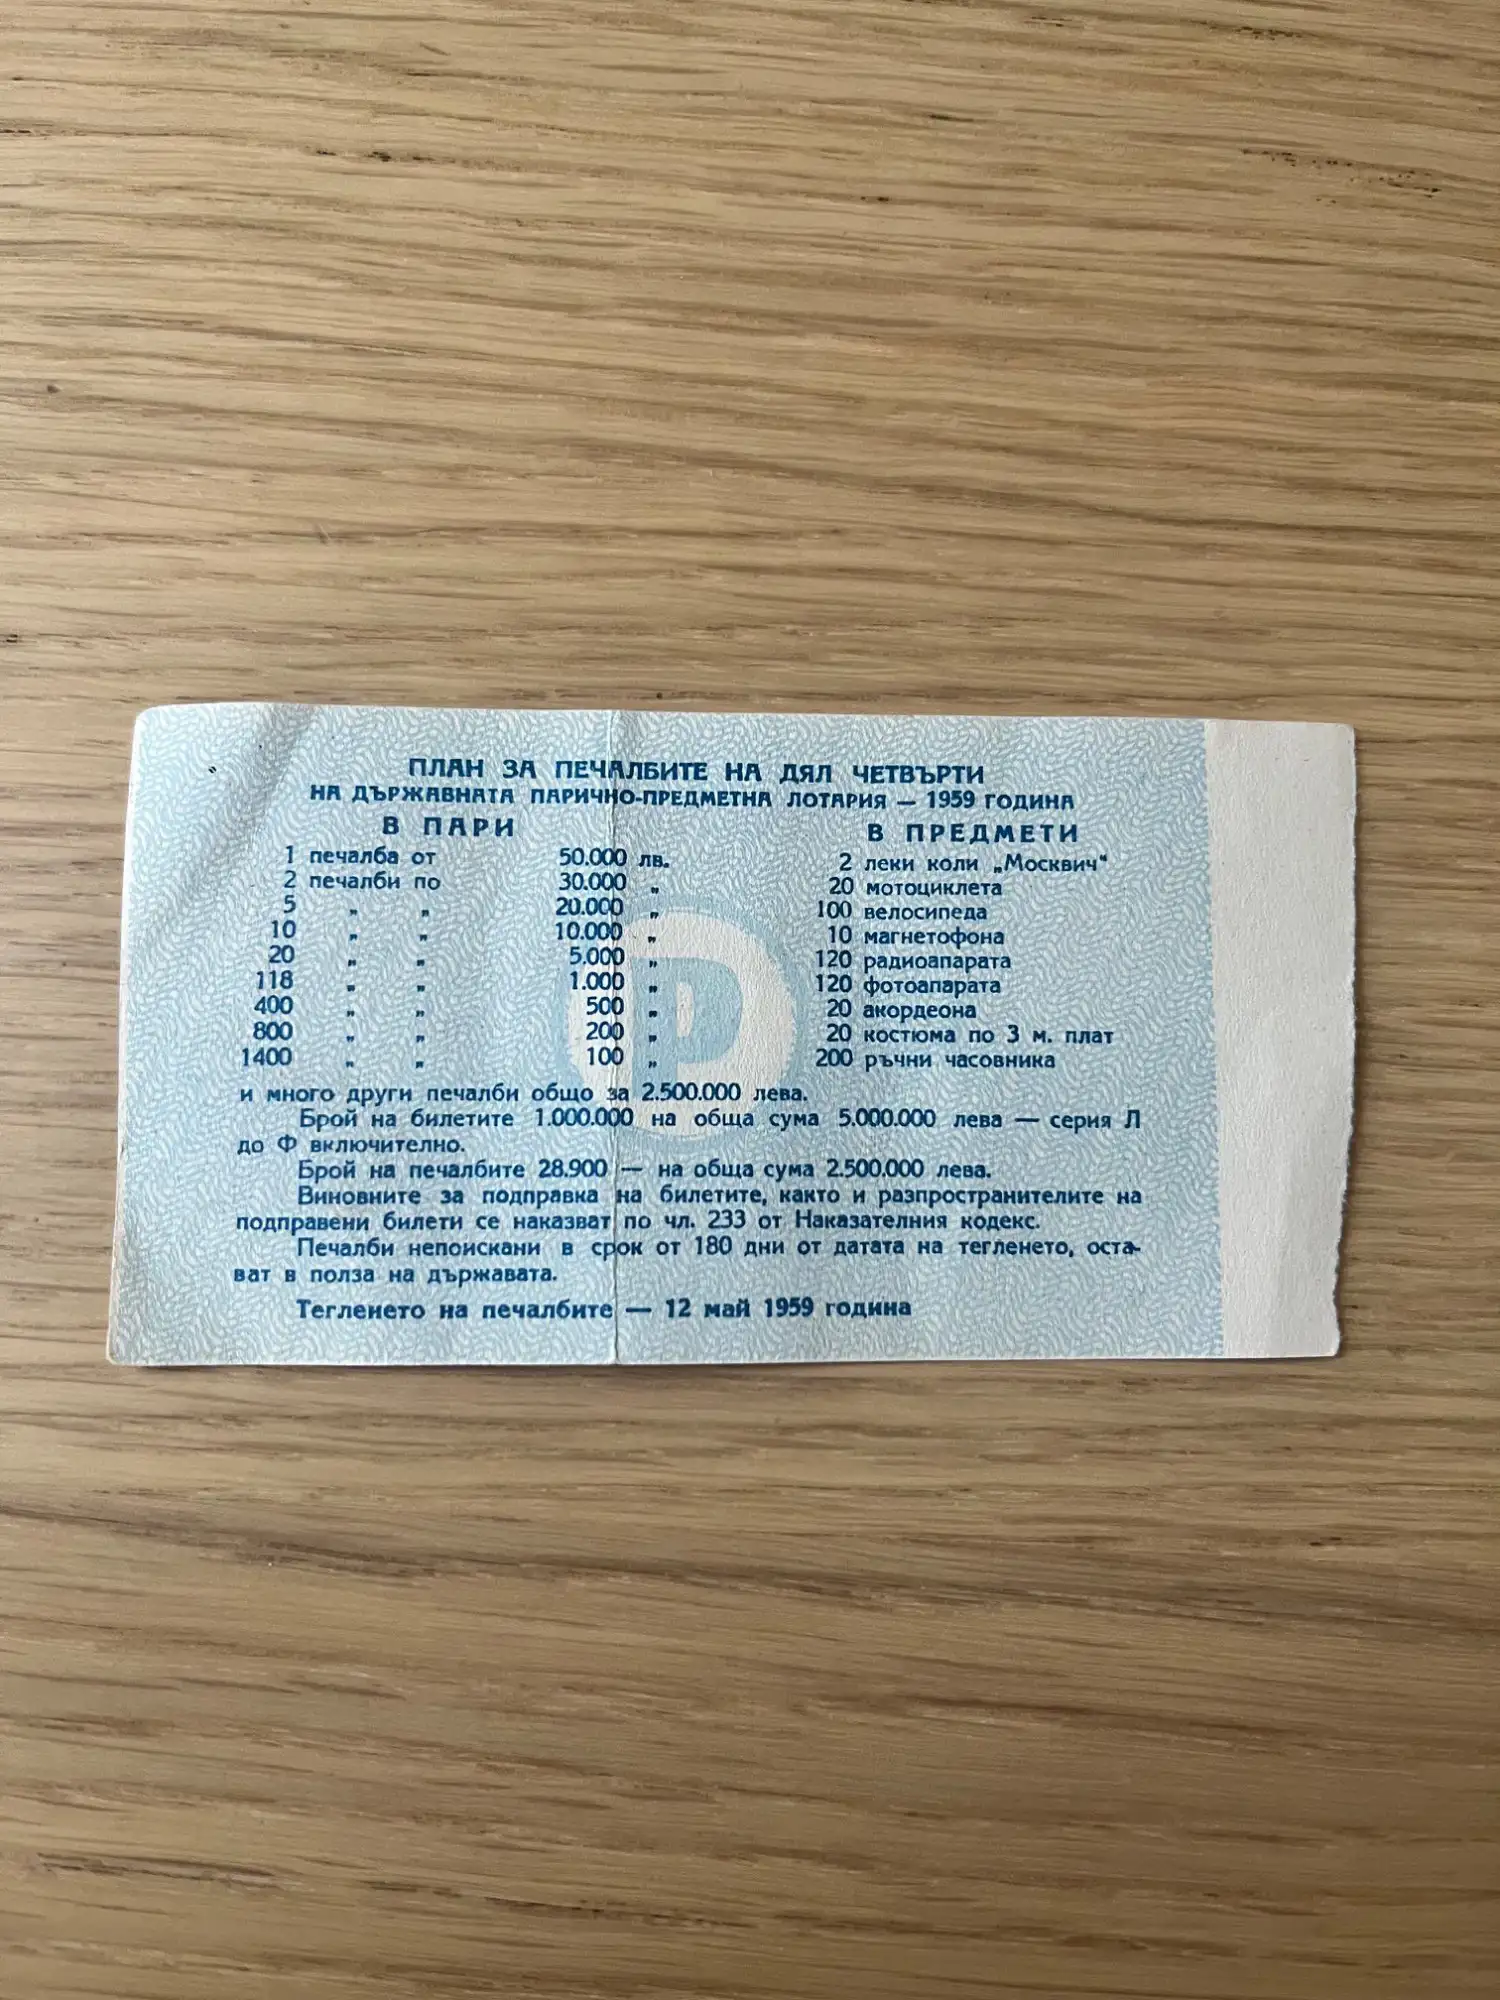 ПЛАН ЗА ПЕЧАЛБИТЕ НА ДЯЛ ЧЕТВЪРТИ
НА ДЪРЖАВНАТА ПАРИЧНО-ПРЕДМЕТНА ЛОТАРИЯ — 1959 ГОДИНА
В ПАРИ
1 печалба от 50.000 лв.
2 печалби по 30.000 „
5 „ „ 20.000 „
10 „ „ 10.000 „
20 „ „ 5.000 „
118 „ „ 1.000 „
400 „ „ 500 „
800 „ „ 200 „
1400 „ „ 100 „
В ПРЕДМЕТИ
2 леки коли „Москвич“
20 мотоциклета
100 велосипеда
10 магнетофона
120 радиоапарата
120 фотоапарата
20 акордеона
20 костюма по 3 м. плат
200 ръчни часовника
и много други печалби общо за 2.500.000 лева.
Брой на билетите 1.000.000 на обща сума 5.000.000 лева — серия Л
до Ф включително.
Брой на печалбите 28.900 — на обща сума 2.500.000 лева.
Виновните за подправка на билетите, както и разпространителите на
подправени билети се наказват по чл. 233 от Наказателния кодекс.
Печалби непоискани в срок от 180 дни от датата на тегленето, оста-
ват в полза на държавата.
Тегленето на печалбите — 12 май 1959 година